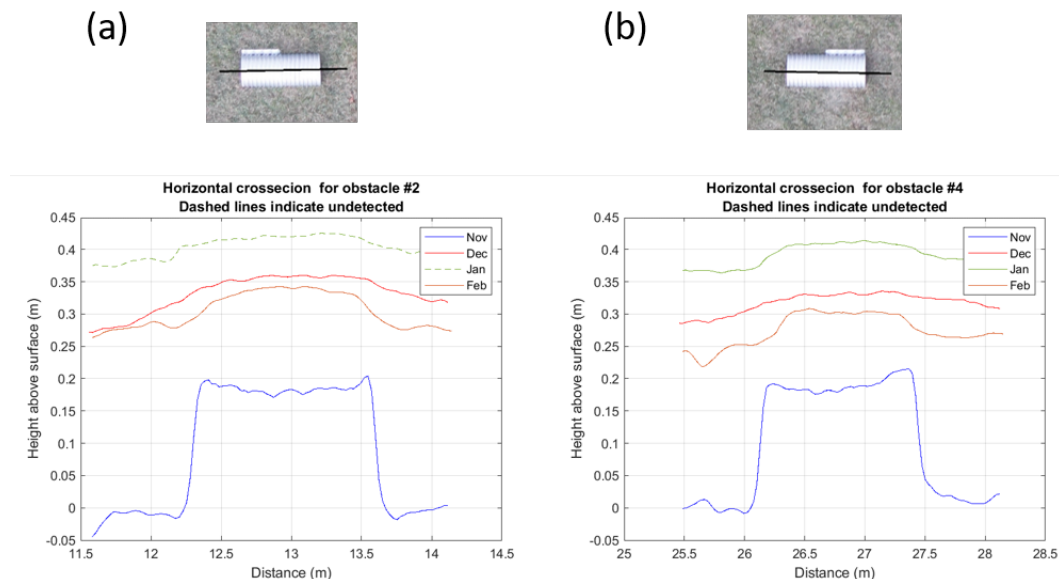 (a)
(b)
Horizontal crossecion for obstacle #2
Dashed lines indicate undetected
0.45
0.4
0.35
0.3
0.25
0.2
0.15
0.1
0.05
0
-0.05
Height above surface (m)
Nov
Dec
Jan
Feb
11.5 12 12.5 13 13.5 14 14.5
Distance (m)
Horizontal crossecion for obstacle #4
Dashed lines indicate undetected
0.45
0.4
0.35
0.3
0.25
0.2
0.15
0.1
0.05
0
-0.05
Height above surface (m)
Nov
Dec
Jan
Feb
25 25.5 26 26.5 27 27.5 28 28.5
Distance (m)